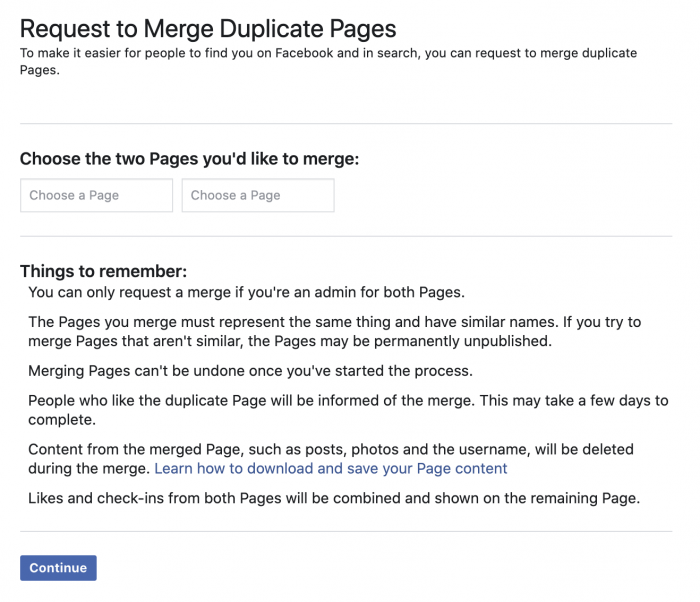 Request to Merge Duplicate Pages
To make it easier for people to find you on Facebook and in search, you can request to merge duplicate
Pages.
Choose the two Pages you'd like to merge:
Choose a Page
Choose a Page
Things to remember:
You can only request a merge if you're an admin for both Pages.
The Pages you merge must represent the same thing and have similar names. If you try to
merge Pages that aren't similar, the Pages may be permanently unpublished.
Merging Pages can't be undone once you've started the process.
People who like the duplicate Page will be informed of the merge. This may take a few days to
complete.
Content from the merged Page, such as posts, photos and the username, will be deleted
during the merge. Learn how to download and save your Page content
Likes and check-ins from both Pages will be combined and shown on the remaining Page.
Continue